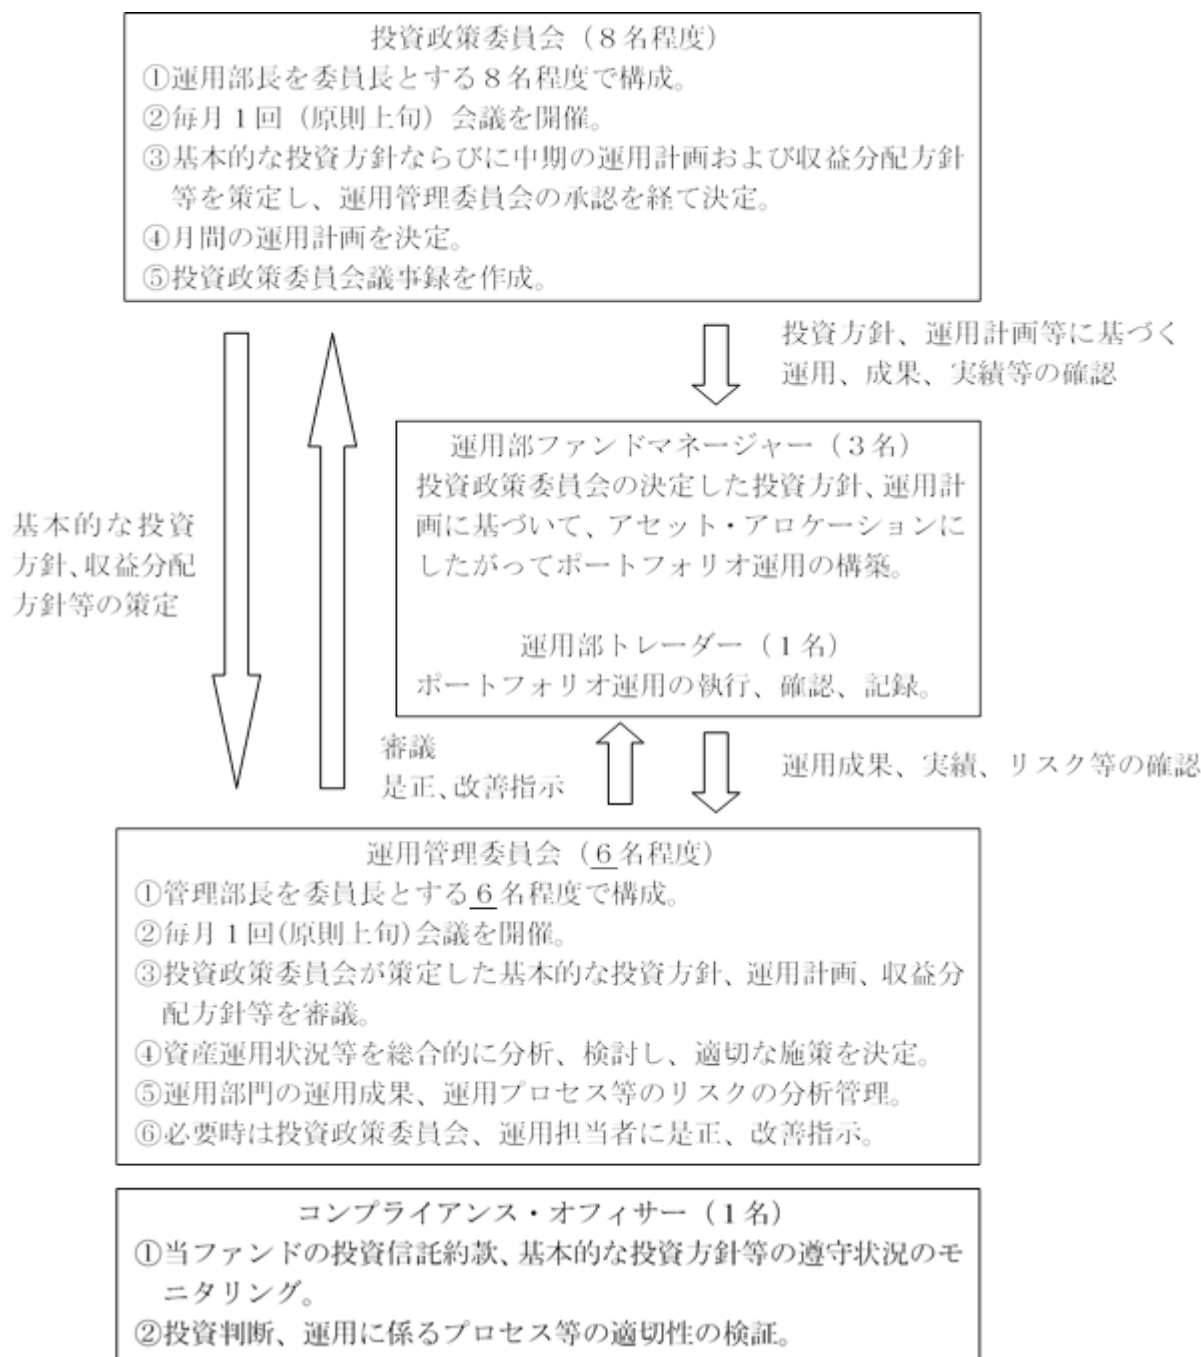 投資政策委員会（８名程度）
①運用部長を委員長とする８名程度で構成。
②毎月１回（原則上旬）会議を開催。
③基本的な投資方針ならびに中期の運用計画および収益分配方針
等を策定し、運用管理委員会の承認を経て決定。
④月間の運用計画を決定。
⑤投資政策委員会議事録を作成。
投資方針、運用計画等に基づく
運用、成果、実績等の確認
運用部ファンドマネージャー（３名）
投資政策委員会の決定した投資方針、運用計
画に基づいて、アセット・アロケーションに
したがってポートフォリオ運用の構築。
運用部トレーダー（１名）
ポートフォリオ運用の執行、確認、記録。
基本的な投資
方針、収益分配
方針等の策定
審議
是正、改善指示
運用成果、実績、リスク等の確認
運用管理委員会（６名程度）
①管理部長を委員長とする６名程度で構成。
②毎月１回(原則上旬)会議を開催。
③投資政策委員会が策定した基本的な投資方針、運用計画、収益分
配方針等を審議。
④資産運用状況等を総合的に分析、検討し、適切な施策を決定。
⑤運用部門の運用成果、運用プロセス等のリスクの分析管理。
⑥必要時は投資政策委員会、運用担当者に是正、改善指示。
コンプライアンス・オフィサー（１名）
①当ファンドの投資信託約款、基本的な投資方針等の遵守状況のモ
ニタリング。
②投資判断、運用に係るプロセス等の適切性の検証。